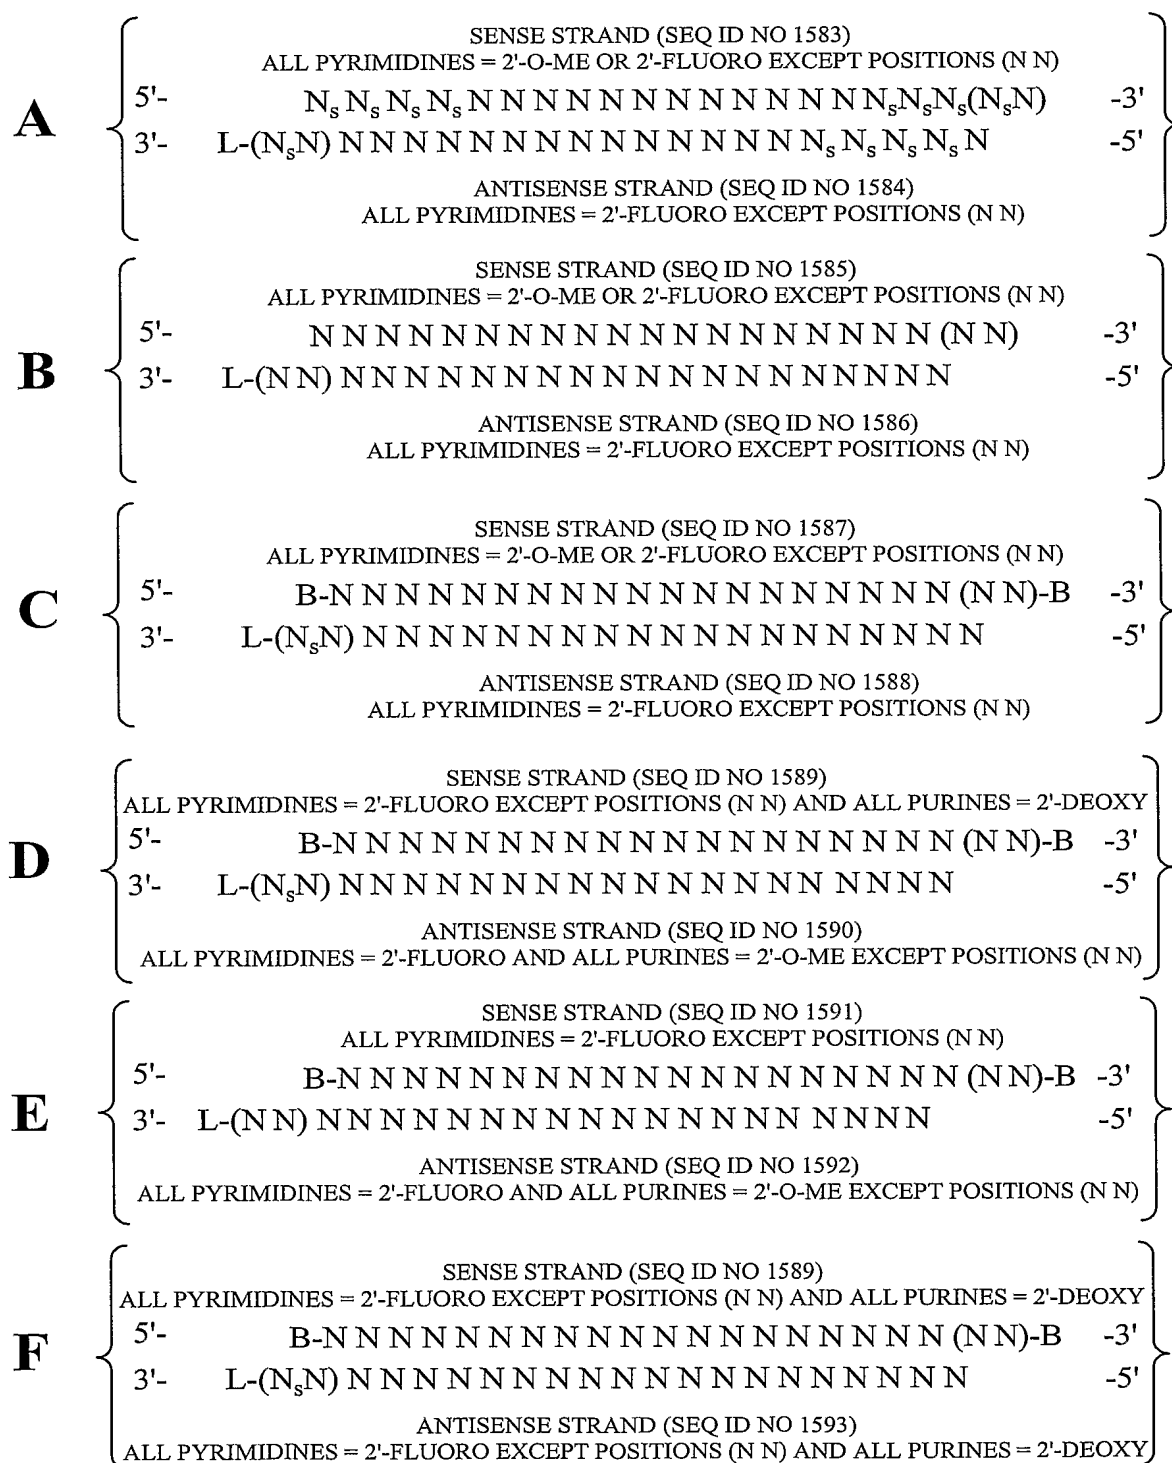 A
SENSE STRAND (SEQ ID NO 1583)
ALL PYRIMIDINES = 2'-O-ME OR 2'-FLUORO EXCEPT POSITIONS (N N)
5'- NsNsNsNsN N N N N N N N N N N N NsNsNs(NsN) -3'
3'- L-(NsN) N N N N N N N N N N N N N N NsNsNsNsN -5'
ANTISENSE STRAND (SEQ ID NO 1584)
ALL PYRIMIDINES = 2'-FLUORO EXCEPT POSITIONS (N N)
B
SENSE STRAND (SEQ ID NO 1585)
ALL PYRIMIDINES = 2'-O-ME OR 2'-FLUORO EXCEPT POSITIONS (N N)
5'- N N N N N N N N N N N N N N N N N N N (N N) -3'
3'- L-(N N) N N N N N N N N N N N N N N N N N N N -5'
ANTISENSE STRAND (SEQ ID NO 1586)
ALL PYRIMIDINES = 2'-FLUORO EXCEPT POSITIONS (N N)
C
SENSE STRAND (SEQ ID NO 1587)
ALL PYRIMIDINES = 2'-O-ME OR 2'-FLUORO EXCEPT POSITIONS (N N)
5'- B-N N N N N N N N N N N N N N N N N N N (N N)-B -3'
3'- L-(NsN) N N N N N N N N N N N N N N N N N N N -5'
ANTISENSE STRAND (SEQ ID NO 1588)
ALL PYRIMIDINES = 2'-FLUORO EXCEPT POSITIONS (N N)
D
SENSE STRAND (SEQ ID NO 1589)
ALL PYRIMIDINES = 2'-FLUORO EXCEPT POSITIONS (N N) AND ALL PURINES = 2'-DEOXY
5'- B-N N N N N N N N N N N N N N N N N N N (N N)-B -3'
3'- L-(NsN) N N N N N N N N N N N N N N N N N N N -5'
ANTISENSE STRAND (SEQ ID NO 1590)
ALL PYRIMIDINES = 2'-FLUORO AND ALL PURINES = 2'-O-ME EXCEPT POSITIONS (N N)
E
SENSE STRAND (SEQ ID NO 1591)
ALL PYRIMIDINES = 2'-FLUORO EXCEPT POSITIONS (N N)
5'- B-N N N N N N N N N N N N N N N N N N N (N N)-B -3'
3'- L-(N N) N N N N N N N N N N N N N N N N N N N -5'
ANTISENSE STRAND (SEQ ID NO 1592)
ALL PYRIMIDINES = 2'-FLUORO AND ALL PURINES = 2'-O-ME EXCEPT POSITIONS (N N)
F
SENSE STRAND (SEQ ID NO 1589)
ALL PYRIMIDINES = 2'-FLUORO EXCEPT POSITIONS (N N) AND ALL PURINES = 2'-DEOXY
5'- B-N N N N N N N N N N N N N N N N N N N (N N)-B -3'
3'- L-(NsN) N N N N N N N N N N N N N N N N N N N -5'
ANTISENSE STRAND (SEQ ID NO 1593)
ALL PYRIMIDINES = 2'-FLUORO EXCEPT POSITIONS (N N) AND ALL PURINES = 2'-DEOXY